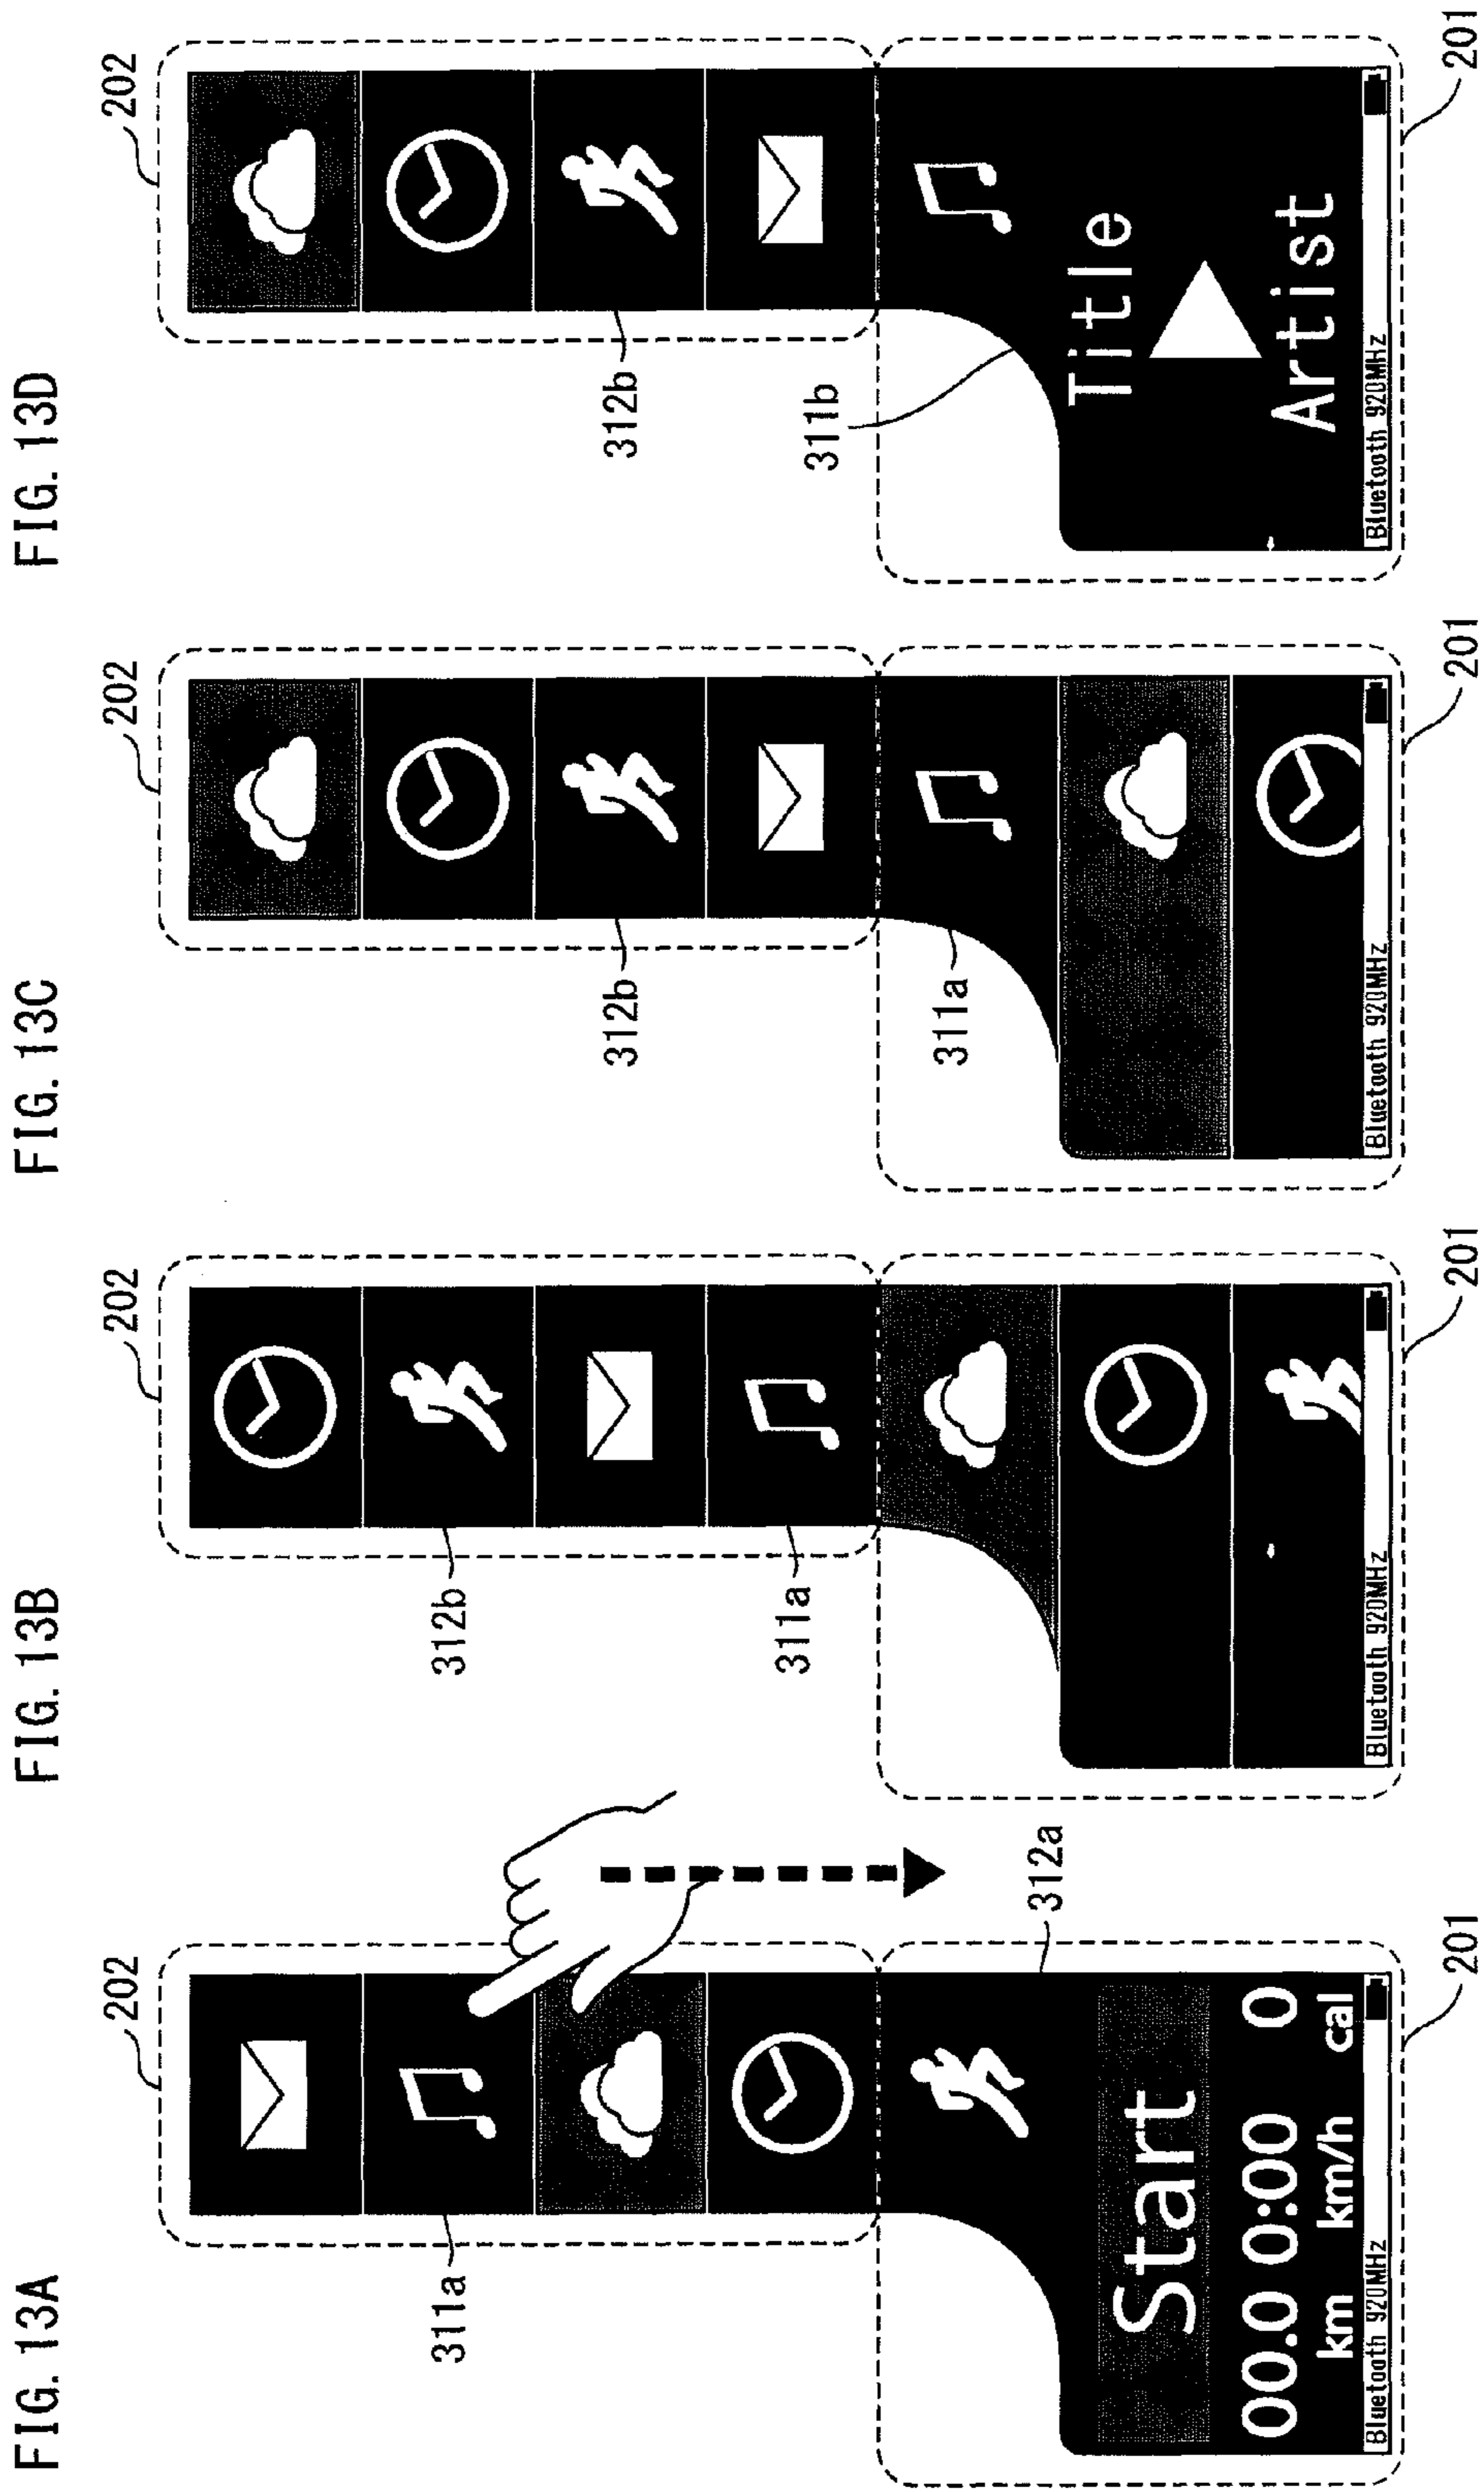 FIG. 13A
202
311a
312a
Start
00.0 0:00 0
km km/h cal
Bluetooth 920MHz
201
FIG. 13B
202
312b
311a
Bluetooth 920MHz
201
FIG. 13C
202
312b
311a
Bluetooth 920MHz
201
FIG. 13D
202
312b
311b
Title
Artist
Bluetooth 920MHz
201